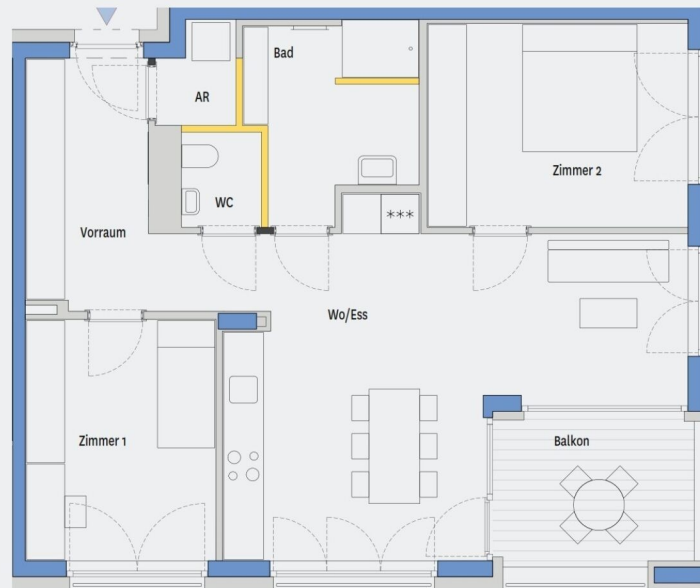 Bad
AR
Zimmer 2
WC
***
Vorraum
Wo/Ess
Zimmer 1
Balkon